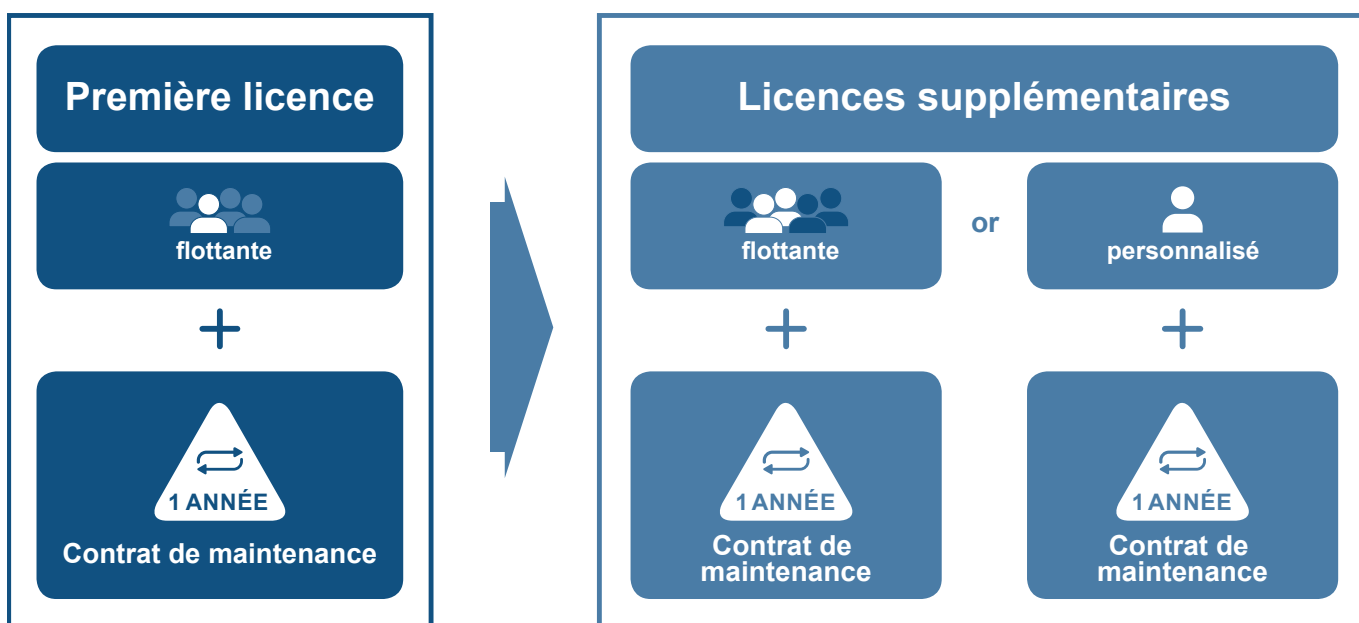 Première licence
flottante
1 ANNÉE
Contrat de maintenance
Licences supplémentaires
flottante
or
personnalisé
1 ANNÉE
Contrat de
maintenance
1 ANNÉE
Contrat de
maintenance